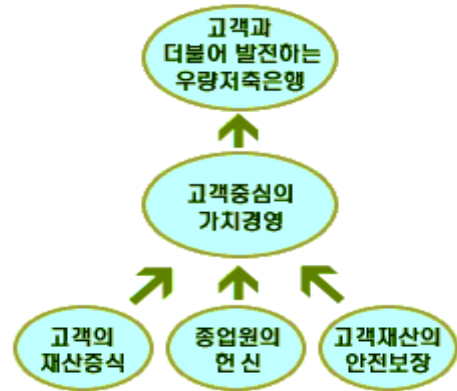 고객과
더불어 발전하는
우량저축은행
고객중심의
가치경영
고객의
재산증식
종업원의
헌 신
고객재산의
안전보장